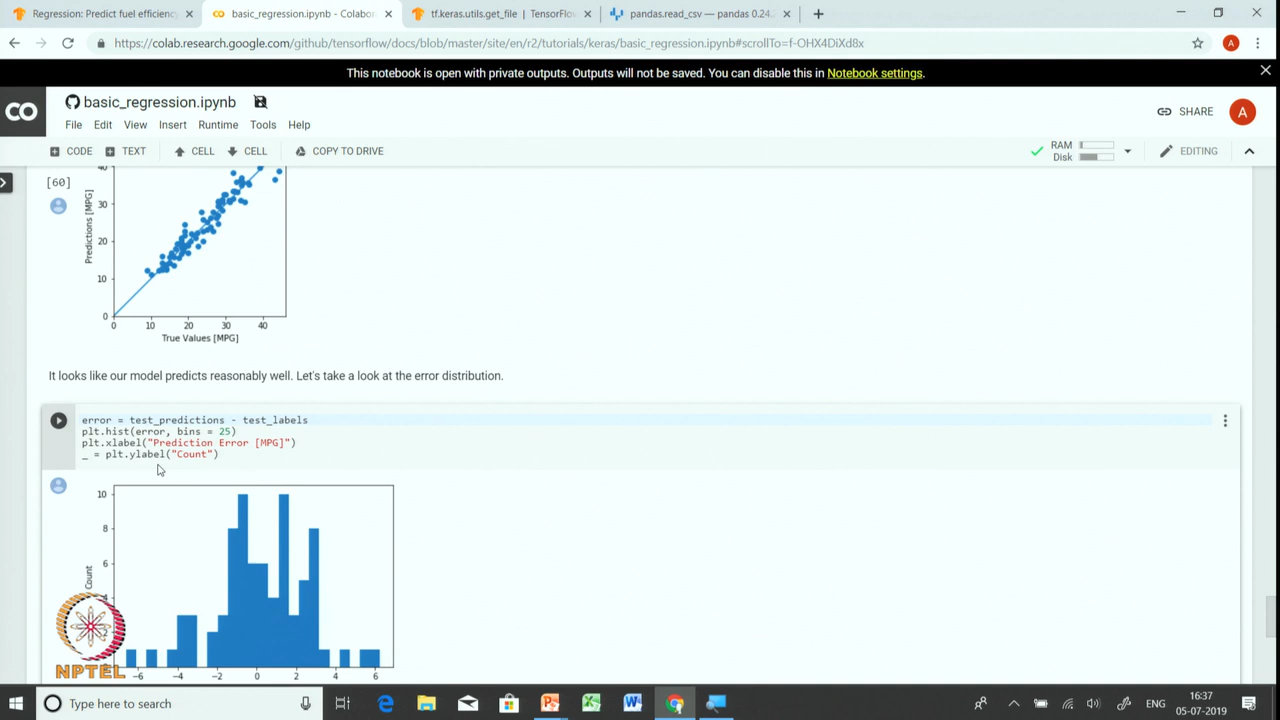 Regression: Predict fuel efficiency
basic_regression.ipynb - Colabor
tf.keras.utils.get_file | TensorFlow
pandas.read_csv — pandas 0.24.
https://colab.research.google.com/github/tensorflow/docs/blob/master/site/en/r2/tutorials/keras/basic_regression.ipynb#scrollTo=f-OHX4DiXd8x
A
This notebook is open with private outputs. Outputs will not be saved. You can disable this in Notebook settings.
CO
basic_regression.ipynb
SHARE
A
File Edit View Insert Runtime Tools Help
CODE TEXT CELL CELL COPY TO DRIVE
RAM
Disk
EDITING
[60]
40
30
20
10
0
Predictions [MPG]
0 10 20 30 40
True Values [MPG]
It looks like our model predicts reasonably well. Let's take a look at the error distribution.
error = test_predictions - test_labels
plt.hist(error, bins = 25)
plt.xlabel("Prediction Error [MPG]")
_ = plt.ylabel("Count")
10
8
6
4
2
Count
−6 −4 −2 0 2 4 6
NPTEL
Type here to search
ENG
16:37
05-07-2019